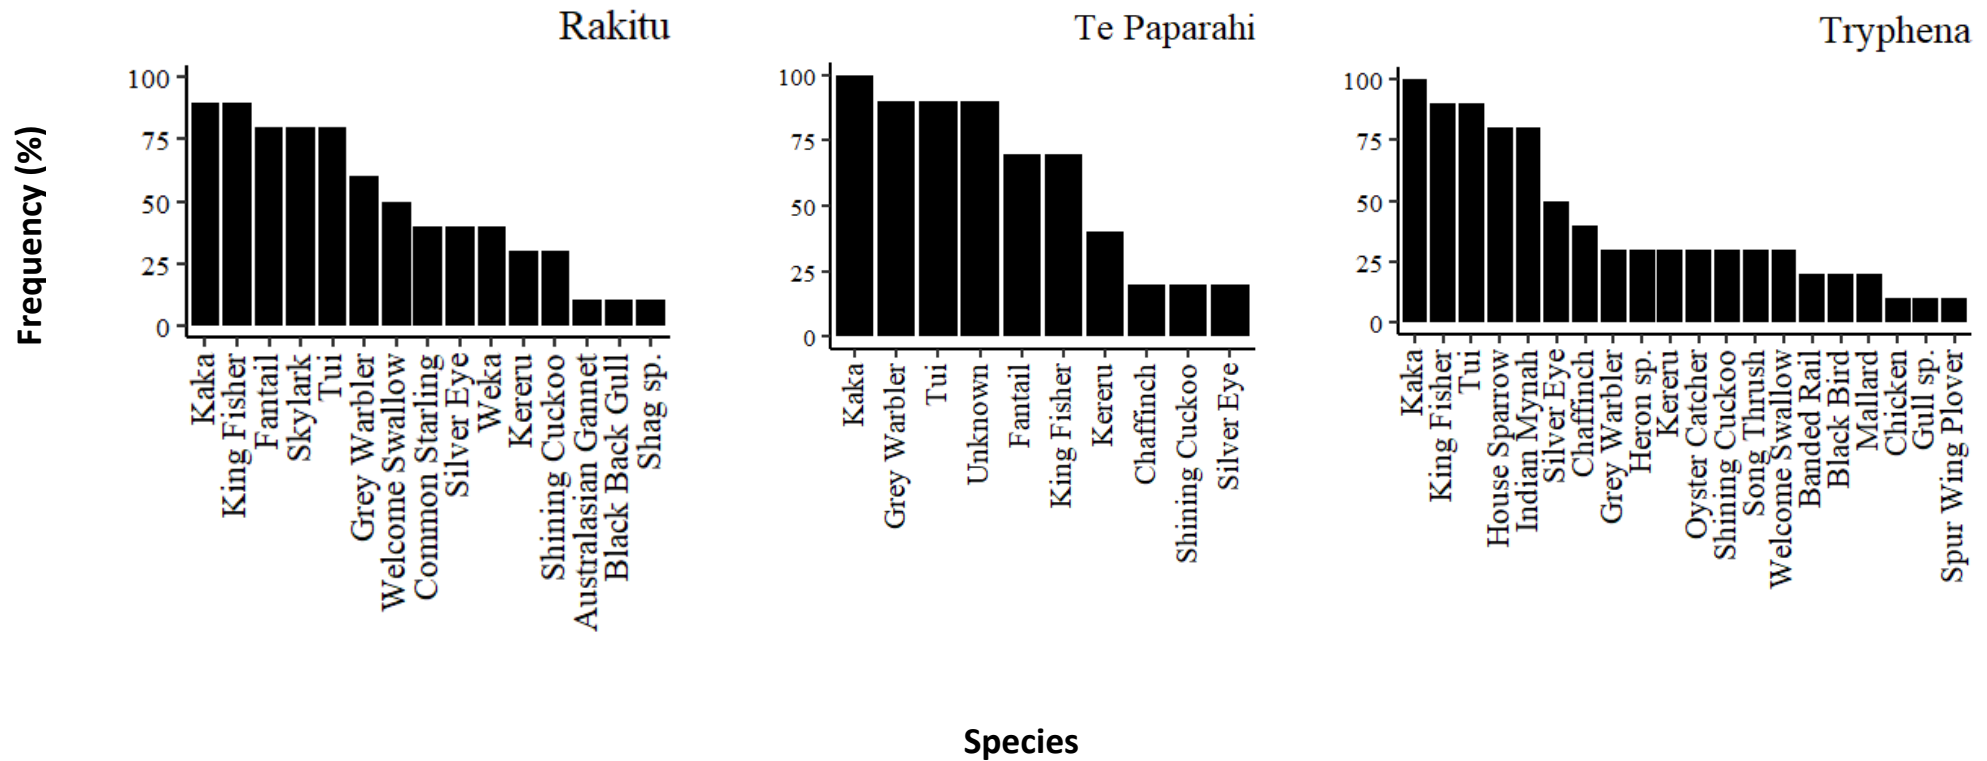 Rakitu
Te Paparahi
Tryphena
Frequency (%)
100
75
50
25
0
Kaka
King Fisher
Fantail
Skylark
Tui
Grey Warbler
Welcome Swallow
Common Starling
Silver Eye
Weka
Kereru
Shining Cuckoo
Australasian Gannet
Black Back Gull
Shag sp.
100
75
50
25
0
Kaka
Grey Warbler
Tui
Unknown
Fantail
King Fisher
Kereru
Chaffinch
Shining Cuckoo
Silver Eye
100
75
50
25
0
Kaka
King Fisher
Tui
House Sparrow
Indian Mynah
Silver Eye
Chaffinch
Grey Warbler
Heron sp.
Kereru
Oyster Catcher
Shining Cuckoo
Song Thrush
Welcome Swallow
Banded Rail
Black Bird
Mallard
Chicken
Gull sp.
Spur Wing Plover
Species